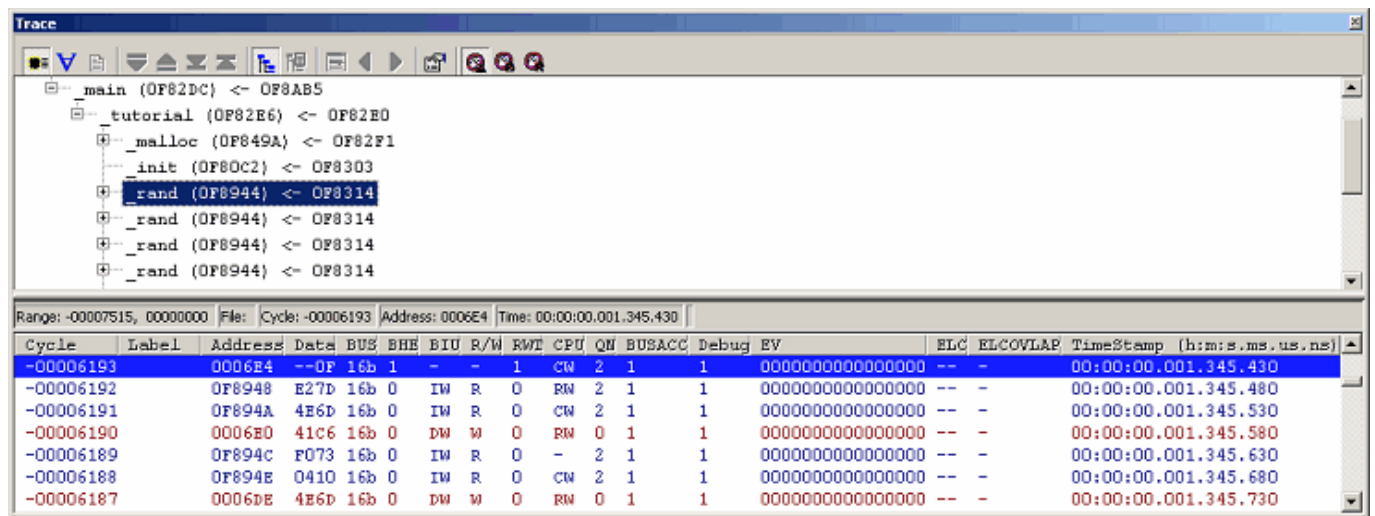 Trace
_main (0F82DC) <- 0F8AB5
_tutorial (0F82E6) <- 0F82E0
_malloc (0F849A) <- 0F82F1
_init (0F80C2) <- 0F8303
_rand (0F8944) <- 0F8314
_rand (0F8944) <- 0F8314
_rand (0F8944) <- 0F8314
_rand (0F8944) <- 0F8314
Range: -00007515, 00000000 File: Cycle: -00006193 Address: 0006E4 Time: 00:00:00.001.345.430
Cycle Label Address Data BUS BHE BIU R/W RWT CPU QN BUSACC Debug EV ELC ELCOVLAP TimeStamp (h:m:s.ms.us.ns)
-00006193 0006E4 --0F 16b 1 - - 1 CW 2 1 1 0000000000000000 -- - 00:00:00.001.345.430
-00006192 0F8948 E27D 16b 0 IW R 0 RW 2 1 1 0000000000000000 -- - 00:00:00.001.345.480
-00006191 0F894A 4E6D 16b 0 IW R 0 CW 2 1 1 0000000000000000 -- - 00:00:00.001.345.530
-00006190 0006E0 41C6 16b 0 DW W 0 RW 0 1 1 0000000000000000 -- - 00:00:00.001.345.580
-00006189 0F894C F073 16b 0 IW R 0 - 2 1 1 0000000000000000 -- - 00:00:00.001.345.630
-00006188 0F894E 0410 16b 0 IW R 0 CW 2 1 1 0000000000000000 -- - 00:00:00.001.345.680
-00006187 0006DE 4E6D 16b 0 DW W 0 RW 0 1 1 0000000000000000 -- - 00:00:00.001.345.730